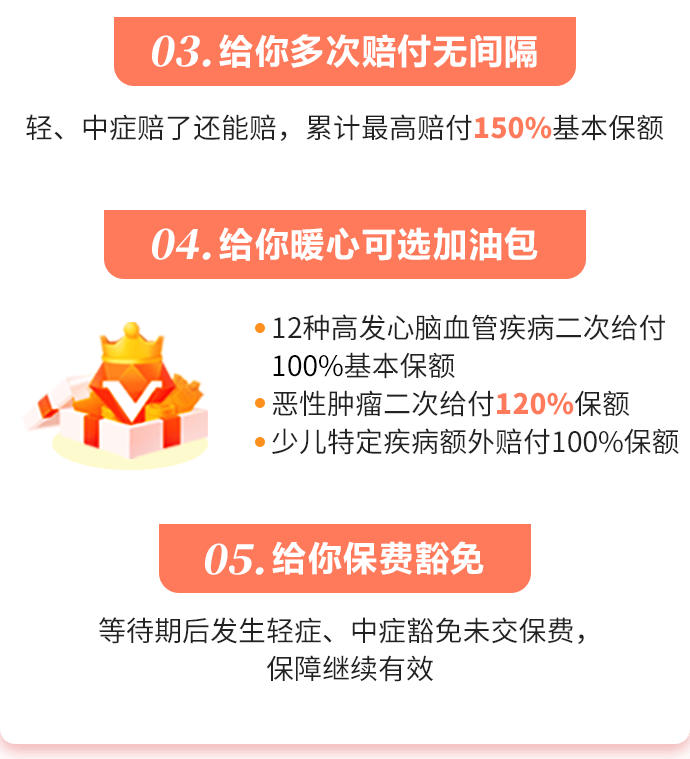 03.给你多次赔付无间隔
轻、中症赔了还能赔，累计最高赔付150%基本保额
04.给你暖心可选加油包
12种高发心脑血管疾病二次给付
100%基本保额
恶性肿瘤二次给付120%保额
少儿特定疾病额外赔付100%保额
05.给你保费豁免
等待期后发生轻症、中症豁免未交保费，
保障继续有效